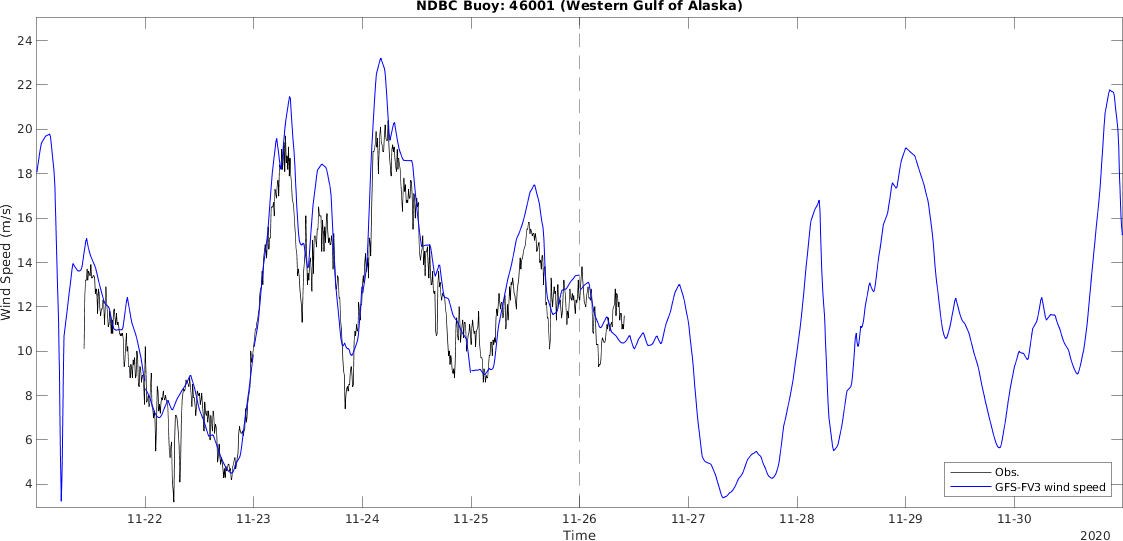 NDBC Buoy: 46001 (Western Gulf of Alaska)
24
22
20
18
16
14
12
10
8
6
4
Wind Speed (m/s)
Obs.
GFS-FV3 wind speed
11-22 11-23 11-24 11-25 11-26 11-27 11-28 11-29 11-30
Time
2020